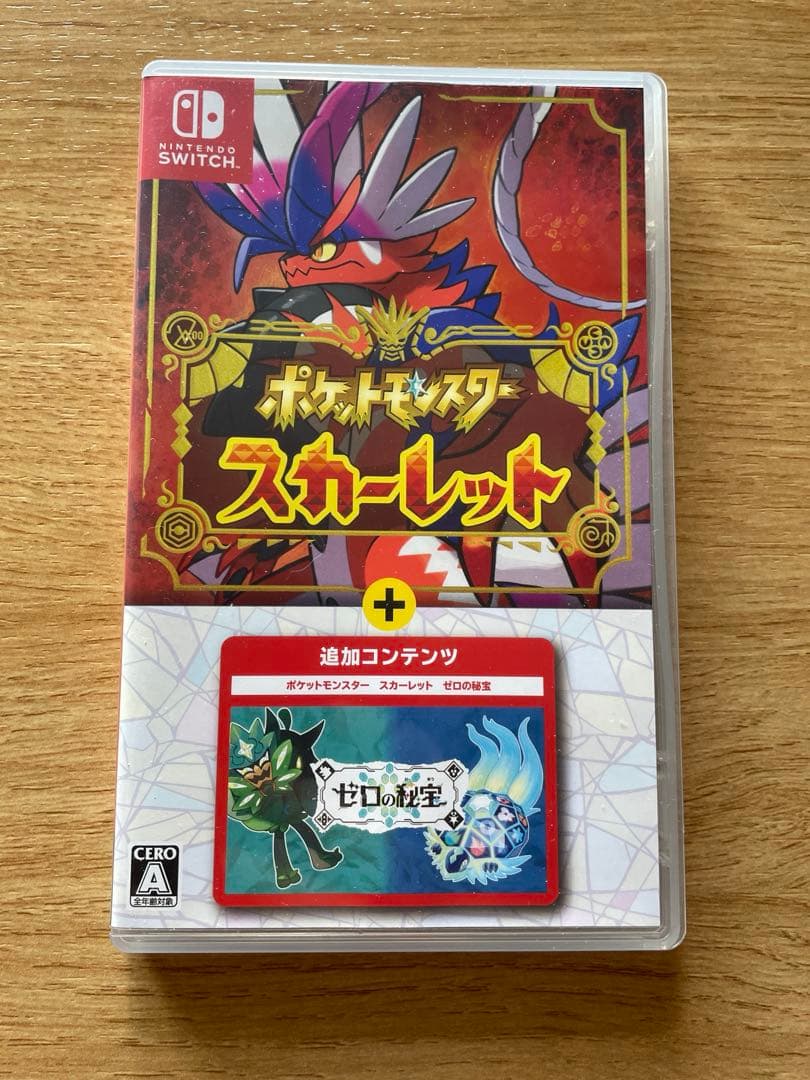 NINTENDO
SWITCH™
ポケットモンスター
スカーレット
+
追加コンテンツ
ポケットモンスター スカーレット ゼロの秘宝
ゼロの秘宝
CERO
A
全年齢対象